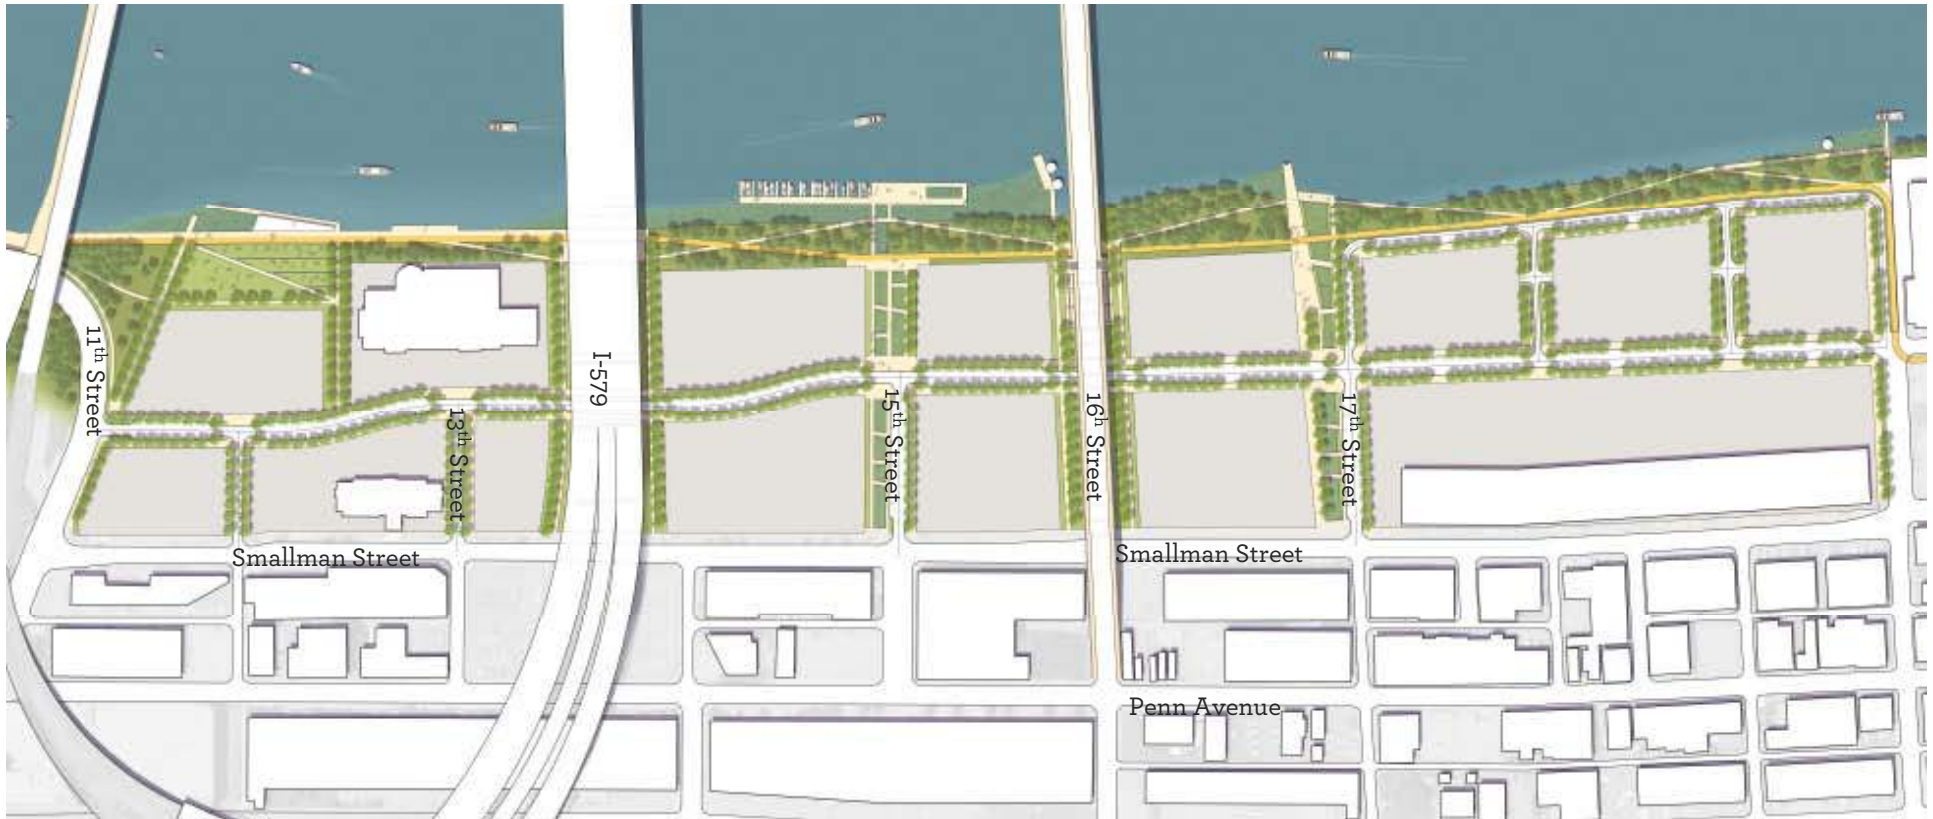 11th Street
I-579
13th Street
15th Street
16h Street
17th Street
Smallman Street
Smallman Street
Penn Avenue